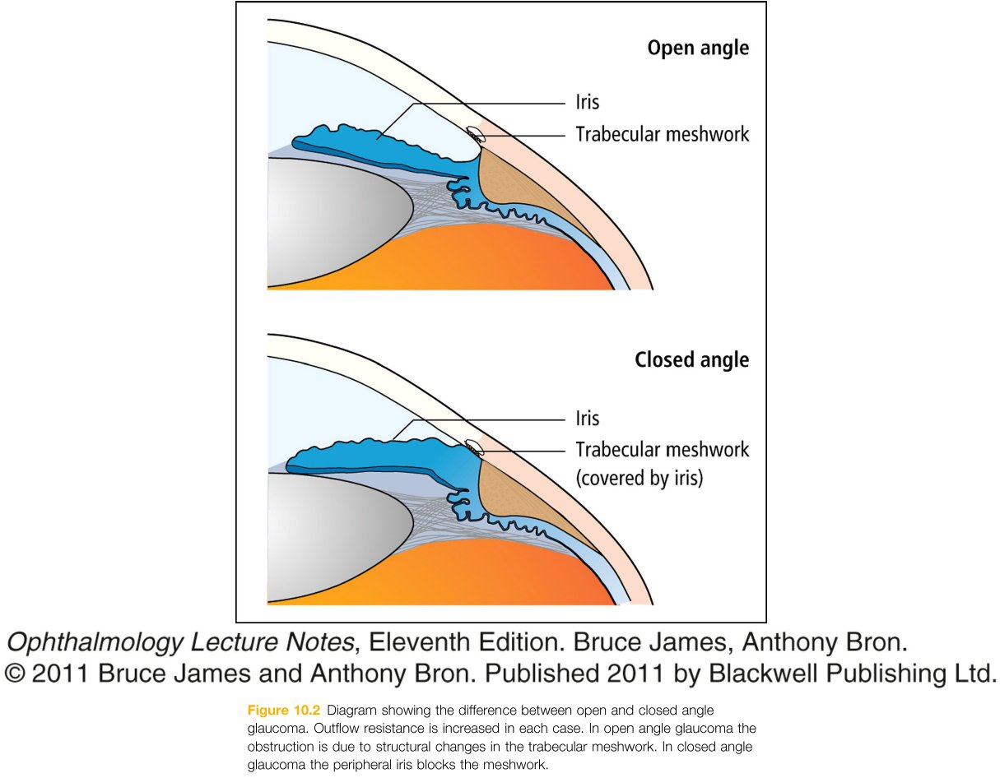 Open angle
Iris
Trabecular meshwork
Closed angle
Iris
Trabecular meshwork
(covered by iris)
Ophthalmology Lecture Notes, Eleventh Edition. Bruce James, Anthony Bron.
© 2011 Bruce James and Anthony Bron. Published 2011 by Blackwell Publishing Ltd.
Figure 10.2 Diagram showing the difference between open and closed angle
glaucoma. Outflow resistance is increased in each case. In open angle glaucoma the
obstruction is due to structural changes in the trabecular meshwork. In closed angle
glaucoma the peripheral iris blocks the meshwork.